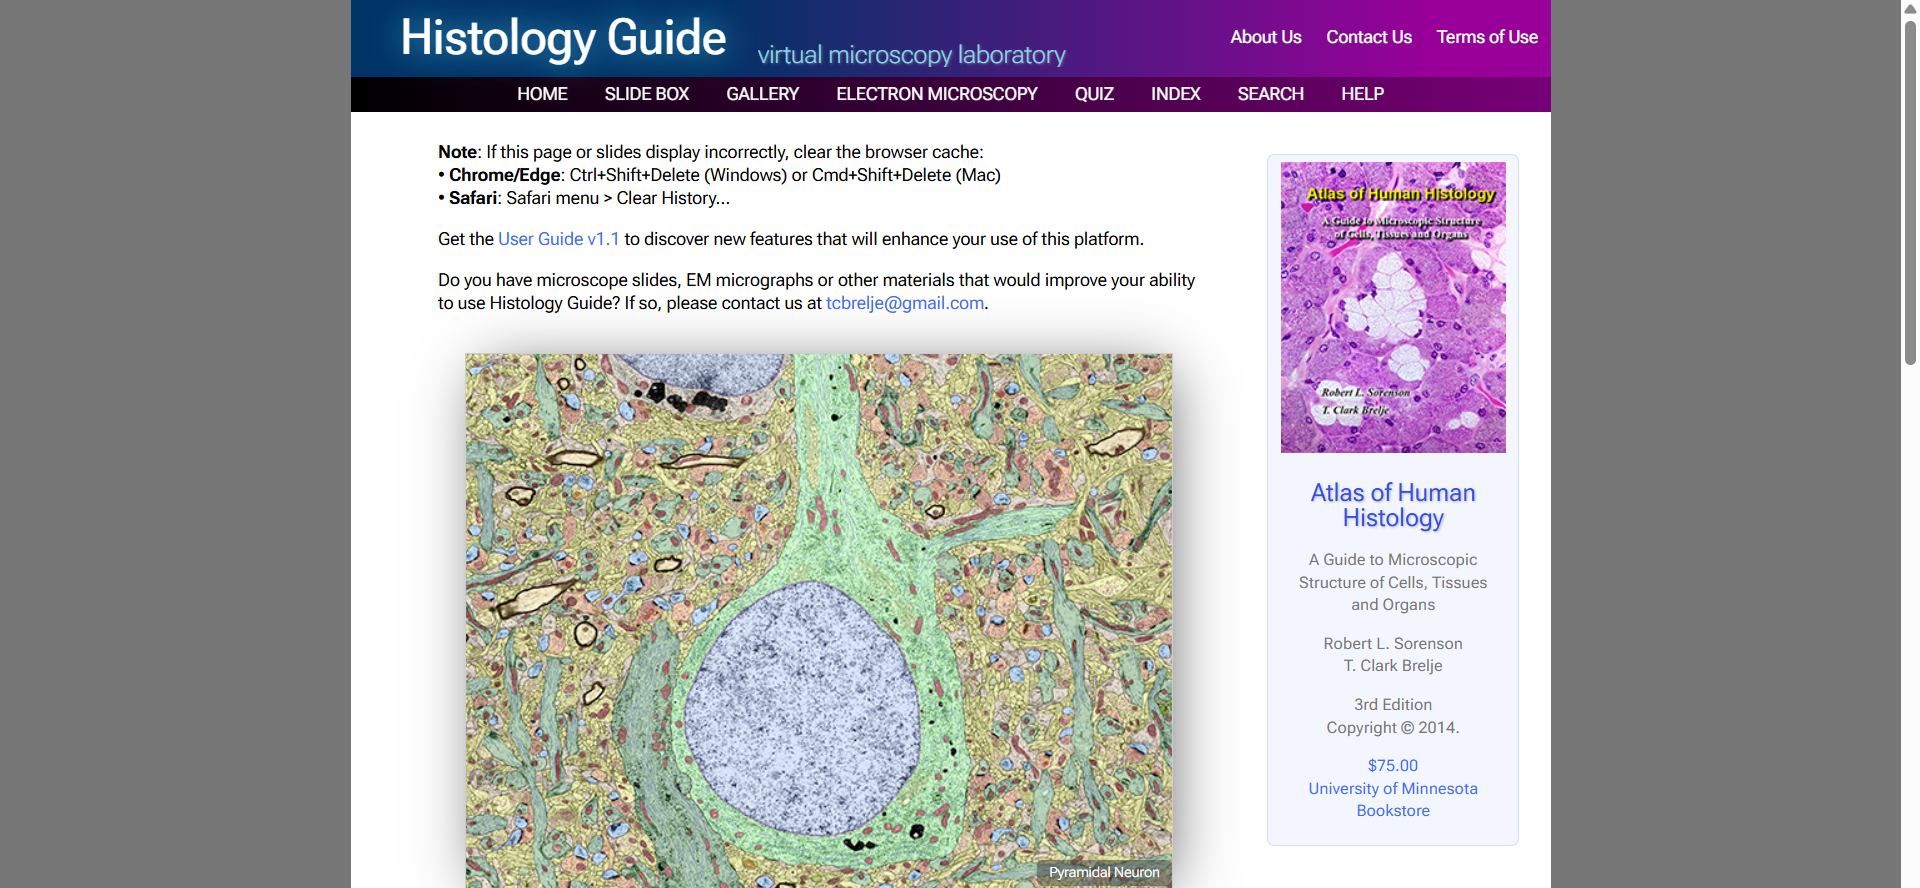 Histology Guide
virtual microscopy laboratory
About Us Contact Us Terms of Use
HOME SLIDE BOX GALLERY ELECTRON MICROSCOPY QUIZ INDEX SEARCH HELP
Note: If this page or slides display incorrectly, clear the browser cache:
• Chrome/Edge: Ctrl+Shift+Delete (Windows) or Cmd+Shift+Delete (Mac)
• Safari: Safari menu > Clear History...
Get the User Guide v1.1 to discover new features that will enhance your use of this platform.
Do you have microscope slides, EM micrographs or other materials that would improve your ability
to use Histology Guide? If so, please contact us at tcbrelje@gmail.com.
Pyramidal Neuron
Atlas of Human Histology
A Guide to Microscopic Structure
of Cells, Tissues and Organs
Robert L. Sorenson
T. Clark Brelje
Atlas of Human
Histology
A Guide to Microscopic
Structure of Cells, Tissues
and Organs
Robert L. Sorenson
T. Clark Brelje
3rd Edition
Copyright © 2014.
$75.00
University of Minnesota
Bookstore